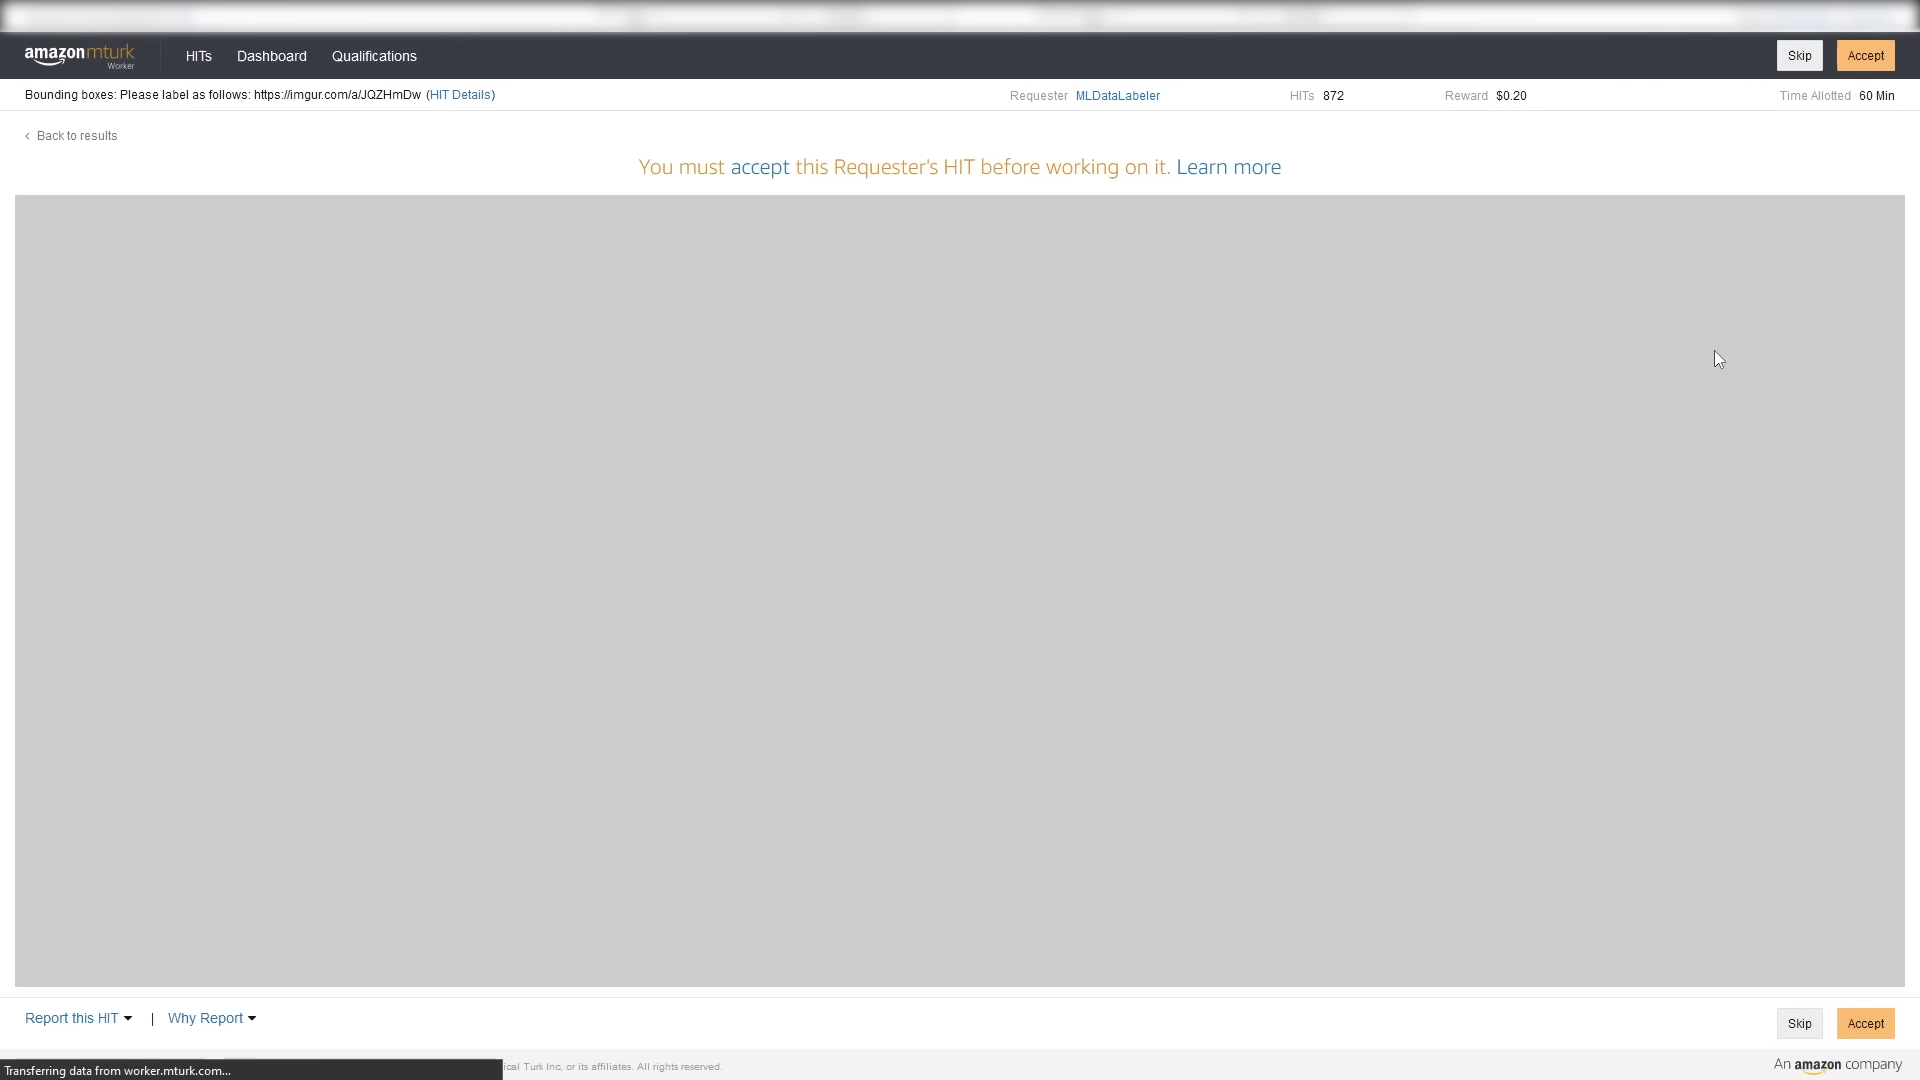 amazonmturk
Worker
HITs Dashboard Qualifications Skip Accept
Bounding boxes: Please label as follows: https://imgur.com/a/JQZHmDw (HIT Details) Requester MLDataLabeler HITs 872 Reward $0.20 Time Allotted 60 Min
‹ Back to results
You must accept this Requester's HIT before working on it. Learn more
Report this HIT | Why Report Skip Accept
Transferring data from worker.mturk.com... ical Turk Inc, or its affiliates. All rights reserved. An amazon company